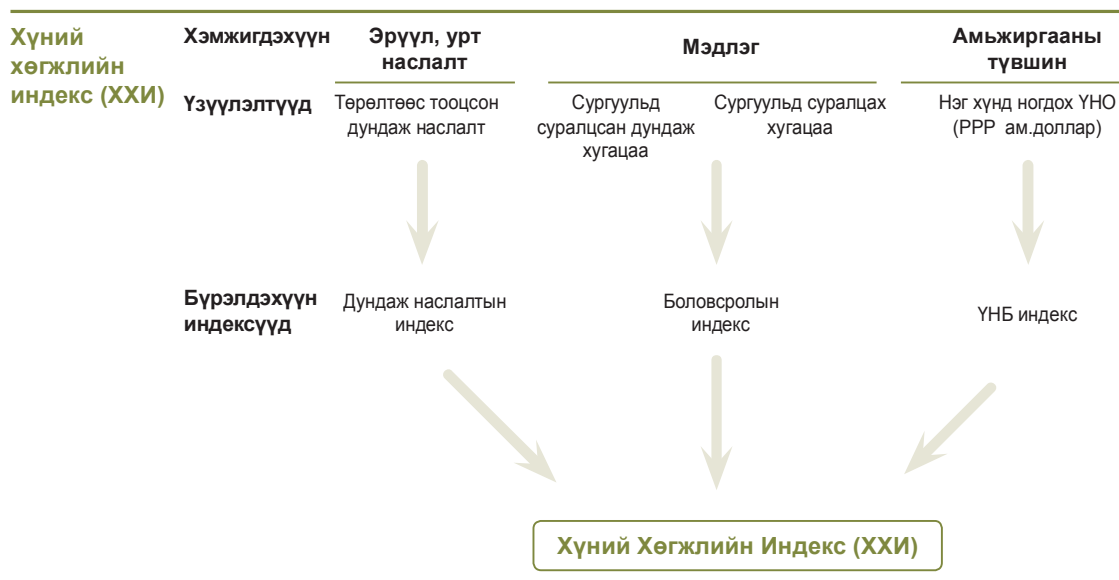 Хүний
хөгжлийн
индекс (ХХИ)
Хэмжигдэхүүн
Эрүүл, урт
наслалт
Мэдлэг
Амьжиргааны
түвшин
Үзүүлэлтүүд
Төрөлтөөс тооцсон
дундаж наслалт
Сургуульд
суралцсан дундаж
хугацаа
Сургуульд суралцах
хугацаа
Нэг хүнд ногдох ҮНО
(PPP ам.доллар)
Бүрэлдэхүүн
индексүүд
Дундаж наслалтын
индекс
Боловсролын
индекс
ҮНБ индекс
Хүний Хөгжлийн Индекс (ХХИ)